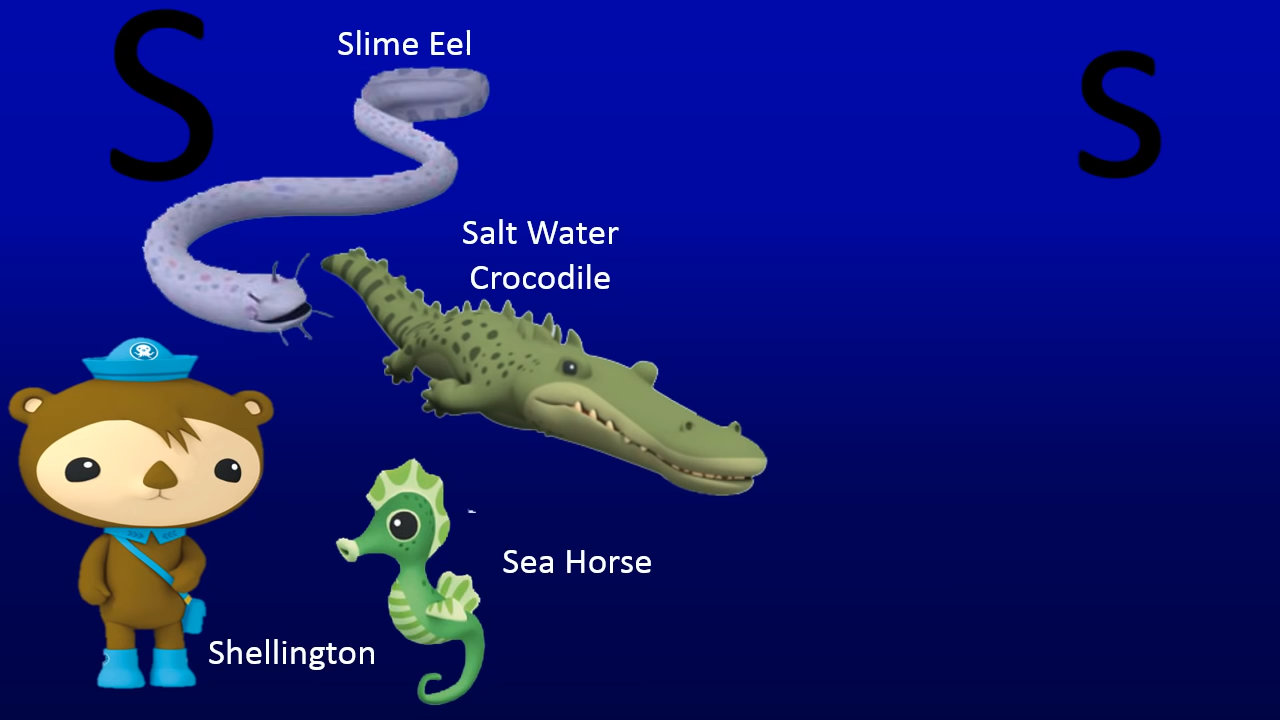 S
s
Slime Eel
Salt Water
Crocodile
Sea Horse
Shellington